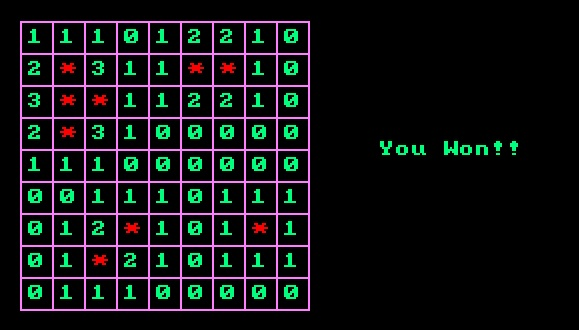 1 1 1 0 1 2 2 1 0
2 * 3 1 1 * * 1 0
3 * * 1 1 2 2 1 0
2 * 3 1 0 0 0 0 0
You Won!!
1 1 1 0 0 0 0 0 0
0 0 1 1 1 0 1 1 1
0 1 2 * 1 0 1 * 1
0 1 * 2 1 0 1 1 1
0 1 1 1 0 0 0 0 0